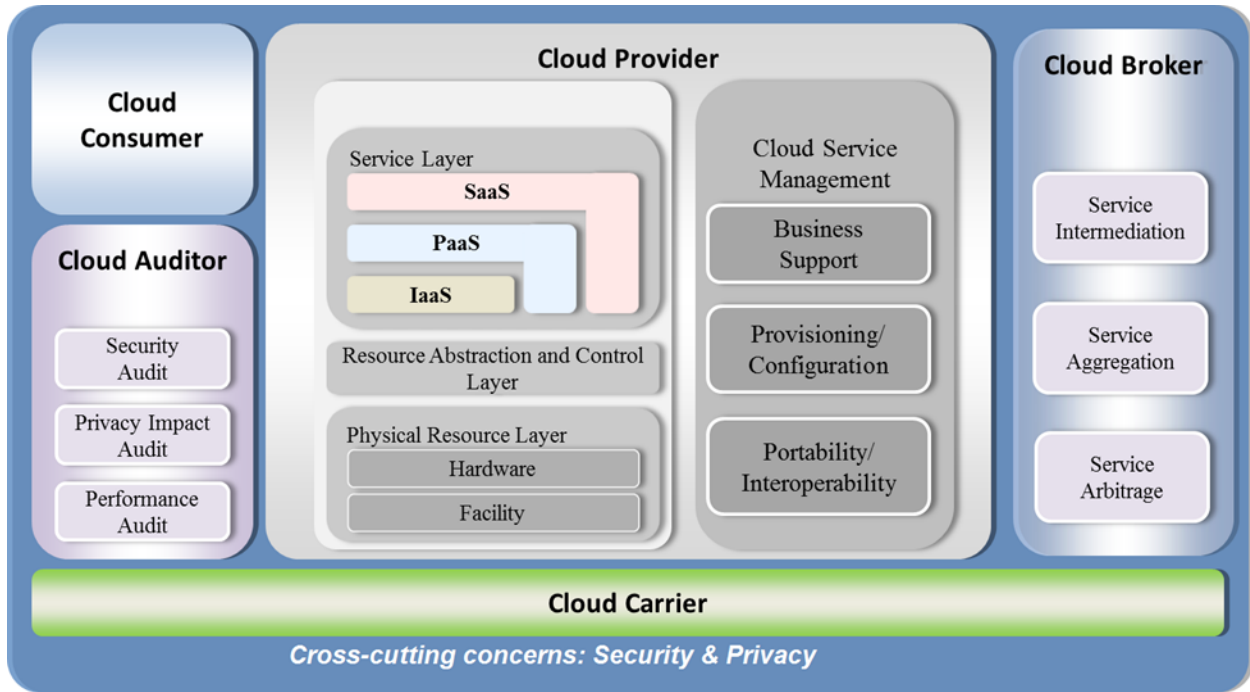 Cloud
Consumer
Cloud Auditor
Security
Audit
Privacy Impact
Audit
Performance
Audit
Cloud Provider
Service Layer
SaaS
PaaS
IaaS
Resource Abstraction and Control
Layer
Physical Resource Layer
Hardware
Facility
Cloud Service
Management
Business
Support
Provisioning/
Configuration
Portability/
Interoperability
Cloud Broker
Service
Intermediation
Service
Aggregation
Service
Arbitrage
Cloud Carrier
Cross-cutting concerns: Security & Privacy